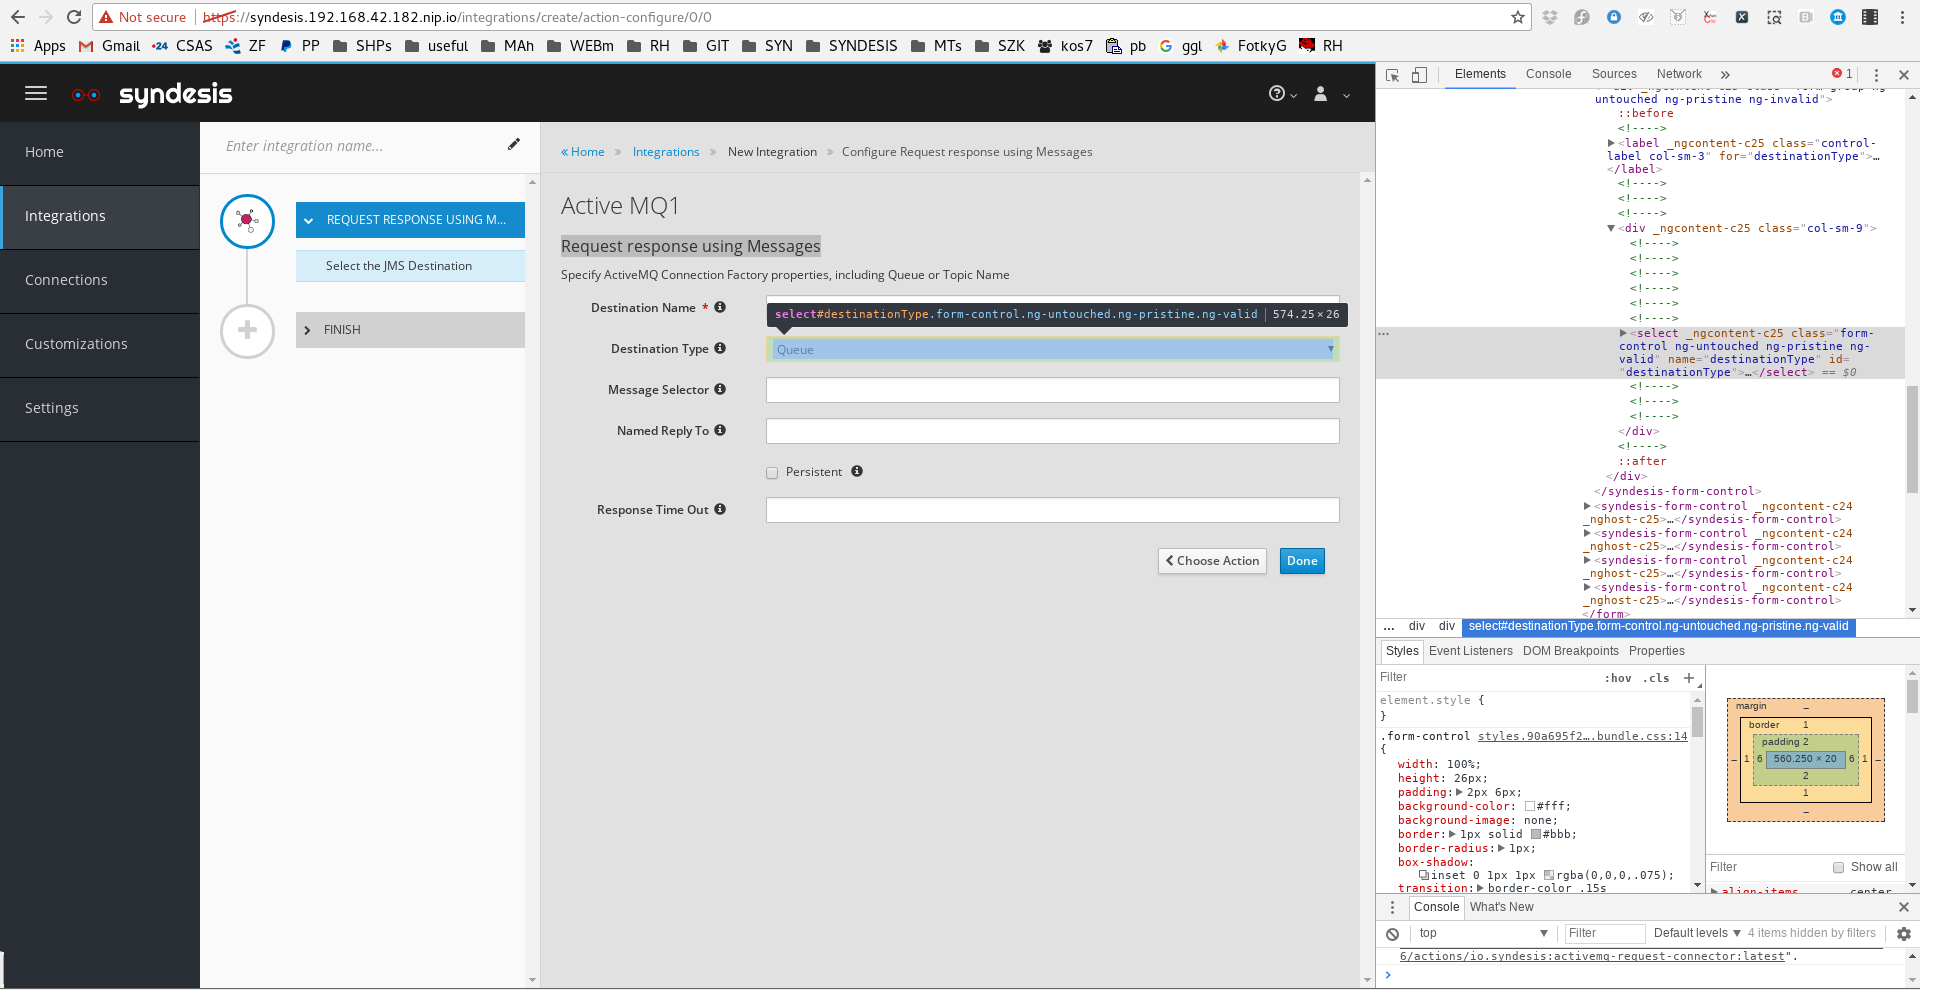 Not secure | https://syndesis.192.168.42.182.nip.io/integrations/create/action-configure/0/0
Apps Gmail CSAS ZF PP SHPs useful MAh WEBm RH GIT SYN SYNDESIS MTs SZK kos7 pb ggl FotkyG RH
syndesis
Home
Integrations
Connections
Customizations
Settings
Enter integration name...
REQUEST RESPONSE USING M...
Select the JMS Destination
FINISH
« Home » Integrations » New Integration » Configure Request response using Messages
Active MQ1
Request response using Messages
Specify ActiveMQ Connection Factory properties, including Queue or Topic Name
Destination Name *
select#destinationType.form-control.ng-untouched.ng-pristine.ng-valid | 574.25×26
Destination Type Queue
Message Selector
Named Reply To
Persistent
Response Time Out
Choose Action Done
Elements Console Sources Network » 1
untouched ng-pristine ng-invalid">
::before
<!---->
<label _ngcontent-c25 class="control-
label col-sm-3" for="destinationType">…
</label>
<!---->
<!---->
<!---->
<div _ngcontent-c25 class="col-sm-9">
<!---->
<!---->
<!---->
<!---->
<!---->
<!---->
<select _ngcontent-c25 class="form-
control ng-untouched ng-pristine ng-
valid" name="destinationType" id=
"destinationType">…</select> == $0
<!---->
<!---->
<!---->
</div>
<!---->
::after
</div>
</syndesis-form-control>
<syndesis-form-control _ngcontent-c24
_nghost-c25>…</syndesis-form-control>
<syndesis-form-control _ngcontent-c24
_nghost-c25>…</syndesis-form-control>
<syndesis-form-control _ngcontent-c24
_nghost-c25>…</syndesis-form-control>
<syndesis-form-control _ngcontent-c24
_nghost-c25>…</syndesis-form-control>
</form>
... div div select#destinationType.form-control.ng-untouched.ng-pristine.ng-valid
Styles Event Listeners DOM Breakpoints Properties
Filter :hov .cls +
element.style {
}
.form-control styles.90a695f2….bundle.css:14
{
width: 100%;
height: 26px;
padding: 2px 6px;
background-color: #fff;
background-image: none;
border: 1px solid #bbb;
border-radius: 1px;
box-shadow:
inset 0 1px 1px rgba(0,0,0,.075);
transition: border-color .15s
margin –
border 1
padding 2
– 1 6 560.250 × 20 6 1 –
2
1
–
Filter Show all
align-items center
Console What's New
top Filter Default levels 4 items hidden by filters
6/actions/io.syndesis:activemq-request-connector:latest".